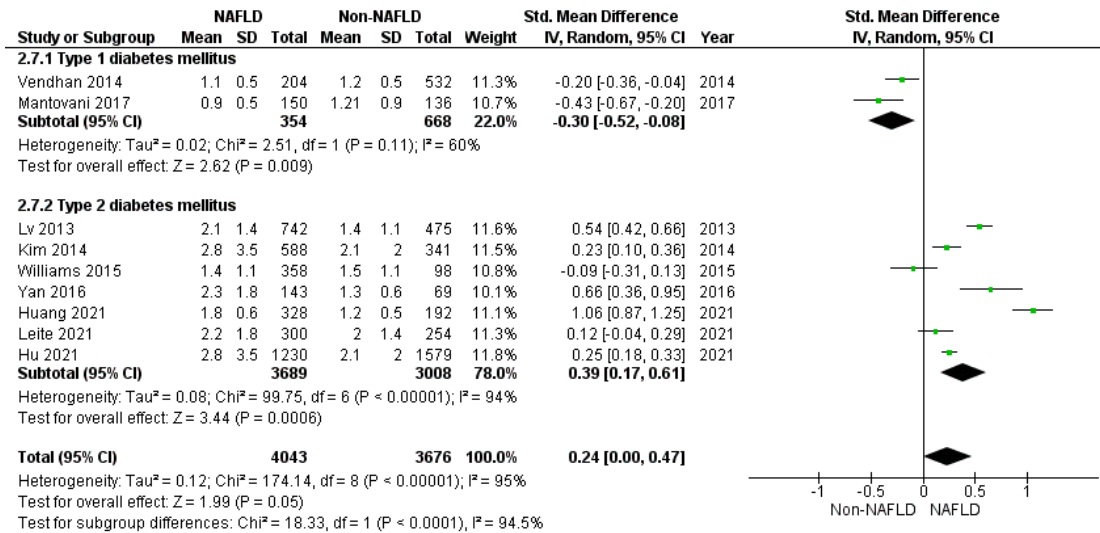 NAFLD Non-NAFLD Std. Mean Difference Std. Mean Difference
Study or Subgroup Mean SD Total Mean SD Total Weight IV, Random, 95% CI Year IV, Random, 95% CI
2.7.1 Type 1 diabetes mellitus
Vendhan 2014 1.1 0.5 204 1.2 0.5 532 11.3% -0.20 [-0.36, -0.04] 2014
Mantovani 2017 0.9 0.5 150 1.21 0.9 136 10.7% -0.43 [-0.67, -0.20] 2017
Subtotal (95% CI) 354 668 22.0% -0.30 [-0.52, -0.08]
Heterogeneity: Tau² = 0.02; Chi² = 2.51, df = 1 (P = 0.11); I² = 60%
Test for overall effect: Z = 2.62 (P = 0.009)
2.7.2 Type 2 diabetes mellitus
Lv 2013 2.1 1.4 742 1.4 1.1 475 11.6% 0.54 [0.42, 0.66] 2013
Kim 2014 2.8 3.5 588 2.1 2 341 11.5% 0.23 [0.10, 0.36] 2014
Williams 2015 1.4 1.1 358 1.5 1.1 98 10.8% -0.09 [-0.31, 0.13] 2015
Yan 2016 2.3 1.8 143 1.3 0.6 69 10.1% 0.66 [0.36, 0.95] 2016
Huang 2021 1.8 0.6 328 1.2 0.5 192 11.1% 1.06 [0.87, 1.25] 2021
Leite 2021 2.2 1.8 300 2 1.4 254 11.3% 0.12 [-0.04, 0.29] 2021
Hu 2021 2.8 3.5 1230 2.1 2 1579 11.8% 0.25 [0.18, 0.33] 2021
Subtotal (95% CI) 3689 3008 78.0% 0.39 [0.17, 0.61]
Heterogeneity: Tau² = 0.08; Chi² = 99.75, df = 6 (P < 0.00001); I² = 94%
Test for overall effect: Z = 3.44 (P = 0.0006)
Total (95% CI) 4043 3676 100.0% 0.24 [0.00, 0.47]
Heterogeneity: Tau² = 0.12; Chi² = 174.14, df = 8 (P < 0.00001); I² = 95%
Test for overall effect: Z = 1.99 (P = 0.05)
Test for subgroup differences: Chi² = 18.33, df = 1 (P < 0.0001), I² = 94.5%
-1 -0.5 0 0.5 1
Non-NAFLD NAFLD